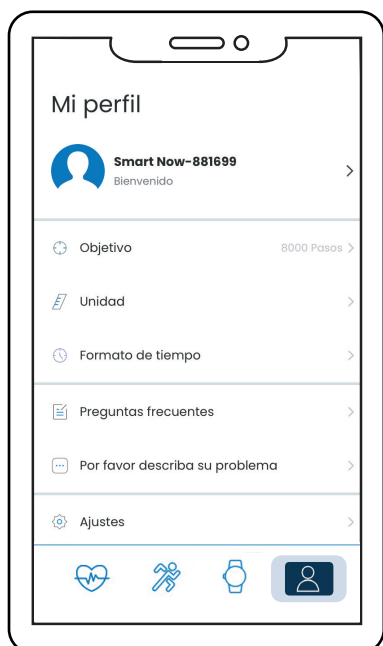 Mi perfil
Smart Now-881699
Bienvenido
Objetivo 8000 Pasos
Unidad
Formato de tiempo
Preguntas frecuentes
Por favor describa su problema
Ajustes